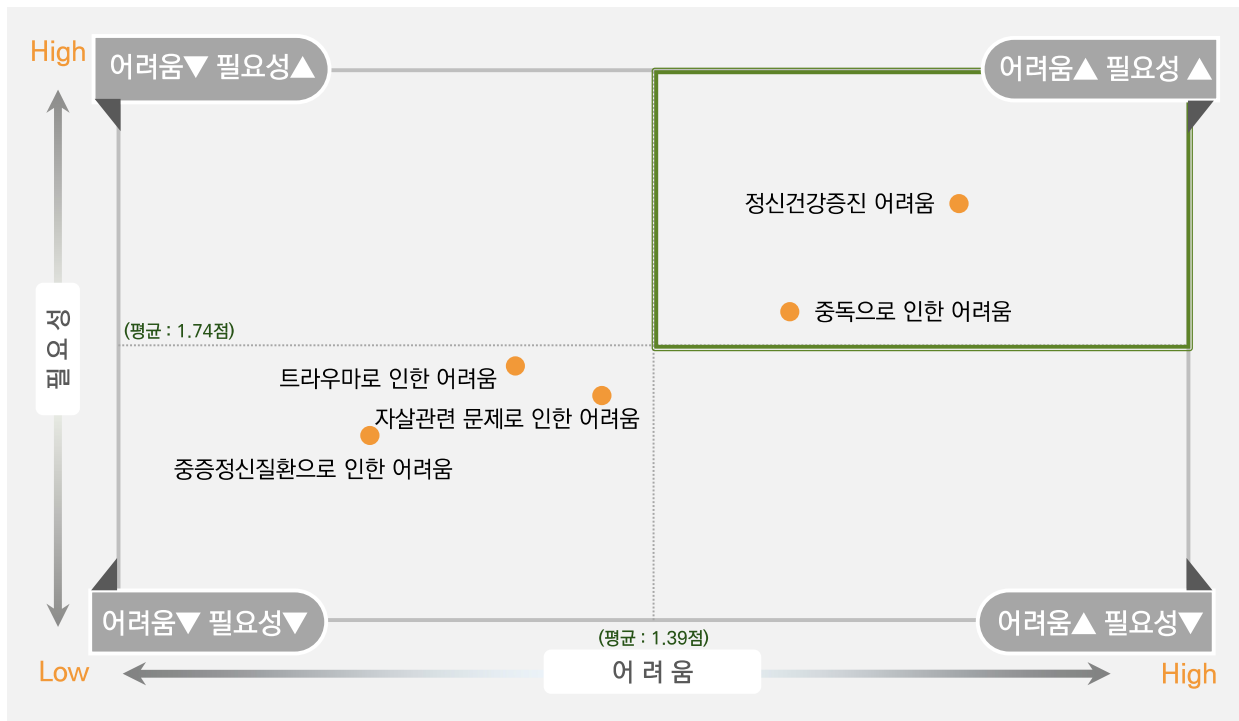 High
어려움▼ 필요성▲
어려움▲ 필요성 ▲
정신건강증진 어려움
중독으로 인한 어려움
필요성
(평균 : 1.74점)
트라우마로 인한 어려움
자살관련 문제로 인한 어려움
중증정신질환으로 인한 어려움
어려움▼ 필요성▼
어려움▲ 필요성▼
(평균 : 1.39점)
Low
어려움
High